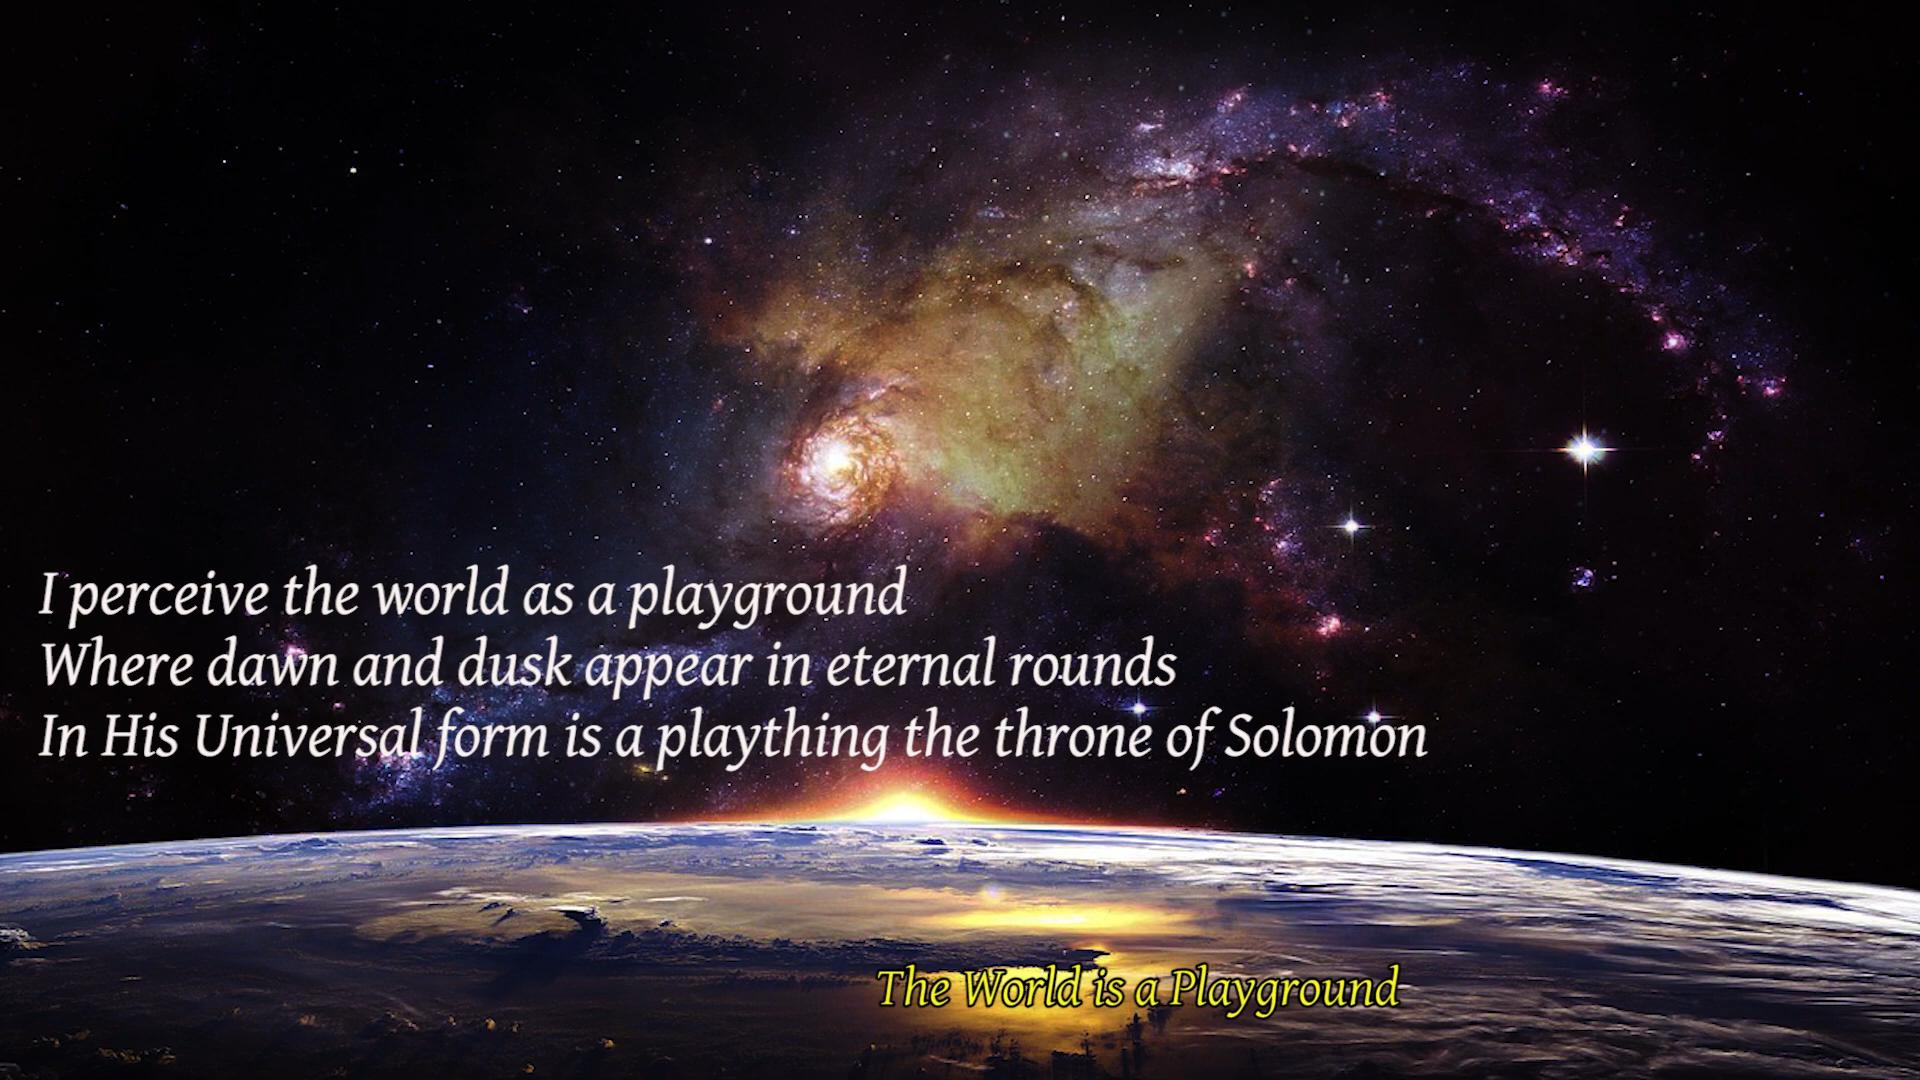 I perceive the world as a playground
Where dawn and dusk appear in eternal rounds
In His Universal form is a plaything the throne of Solomon
The World is a Playground